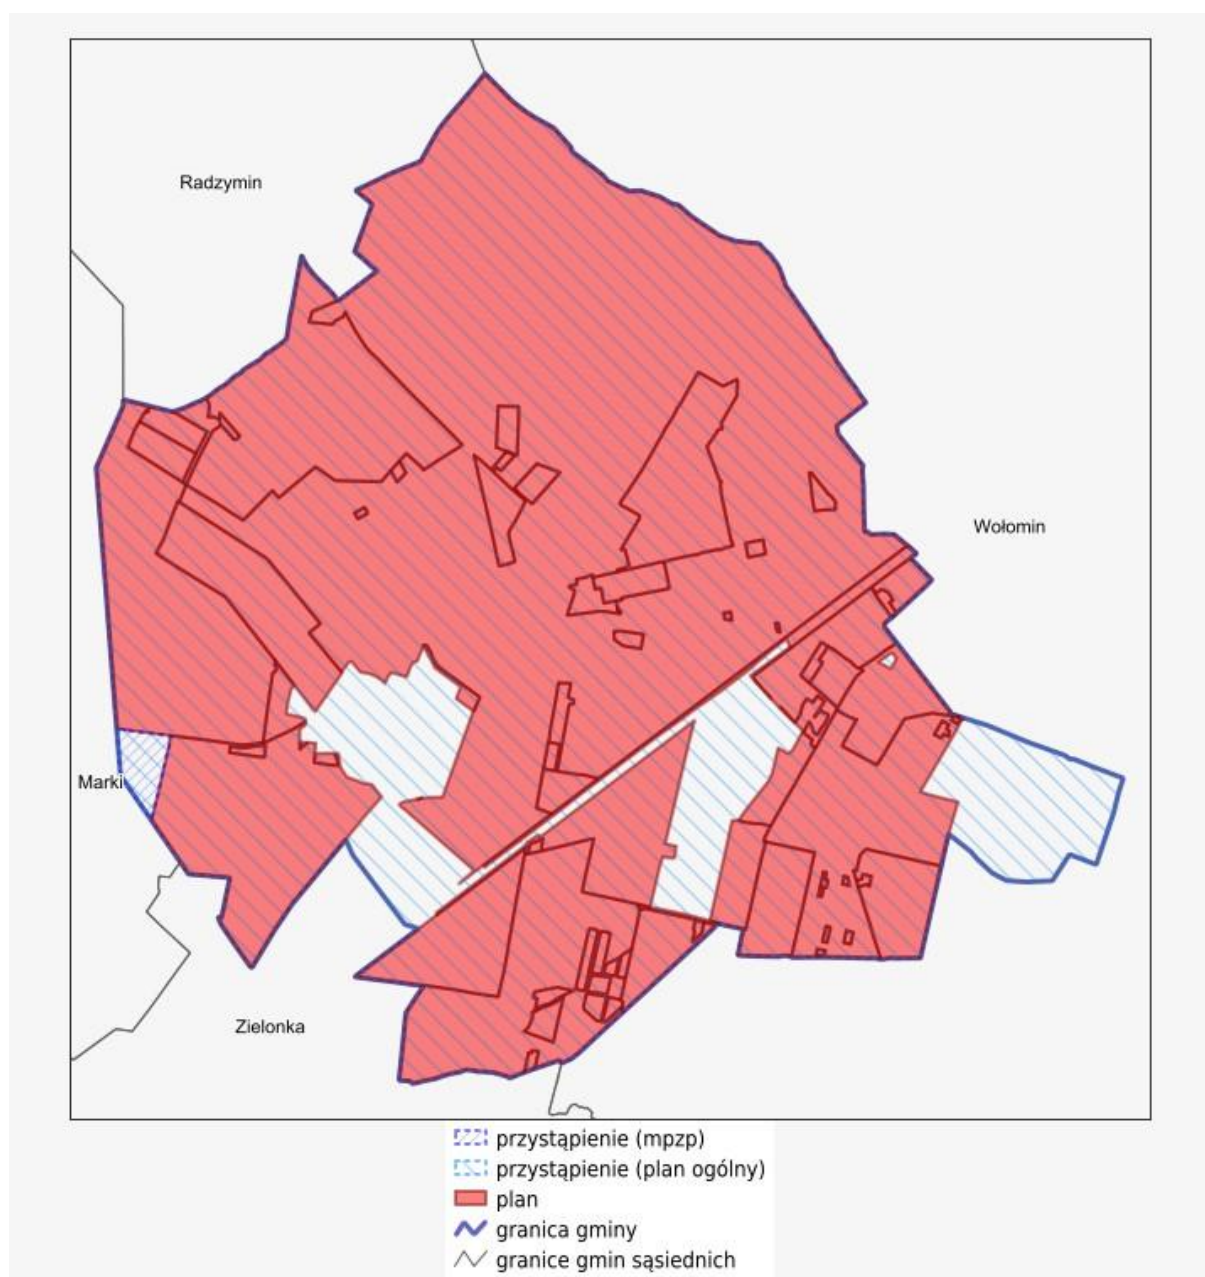 Radzymin
Wołomin
Marki
Zielonka
przystąpienie (mpzp)
przystąpienie (plan ogólny)
plan
granica gminy
granice gmin sąsiednich